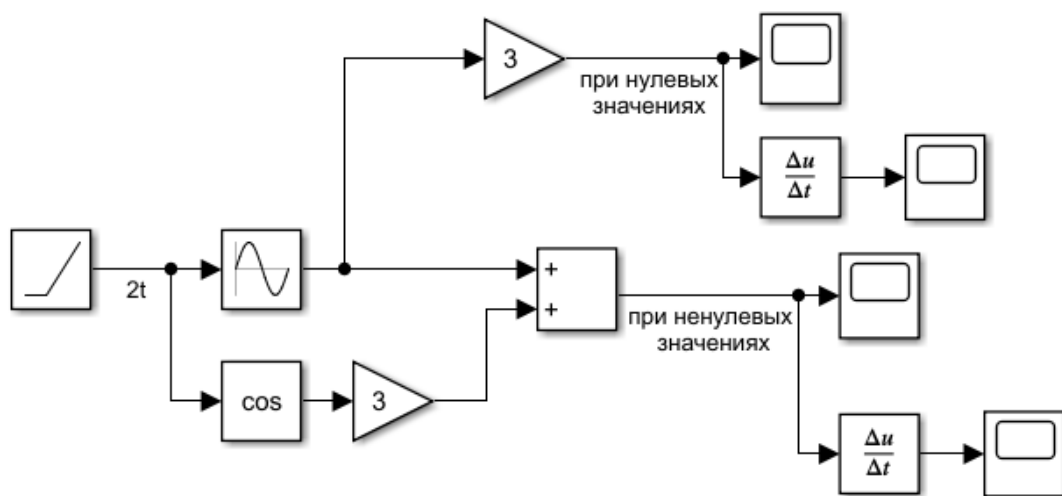 3
при нулевых
значениях
Δu
Δt
2t
+
+
при ненулевых
значениях
cos
3
Δu
Δt